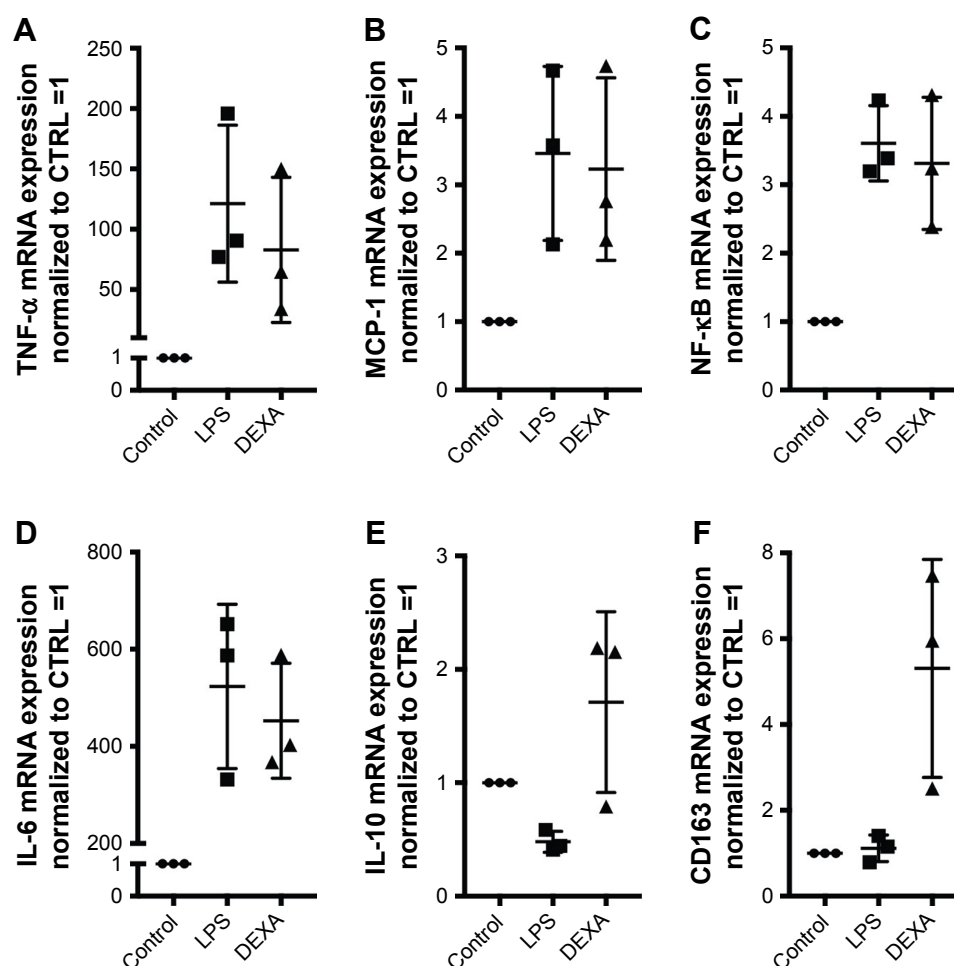 A
TNF-α mRNA expression
normalized to CTRL =1
250
200
150
100
50
1
0
Control
LPS
DEXA
B
MCP-1 mRNA expression
normalized to CTRL =1
5
4
3
2
1
0
Control
LPS
DEXA
C
NF-κB mRNA expression
normalized to CTRL =1
5
4
3
2
1
0
Control
LPS
DEXA
D
IL-6 mRNA expression
normalized to CTRL =1
800
600
400
200
1
0
Control
LPS
DEXA
E
IL-10 mRNA expression
normalized to CTRL =1
3
2
1
0
Control
LPS
DEXA
F
CD163 mRNA expression
normalized to CTRL =1
8
6
4
2
0
Control
LPS
DEXA